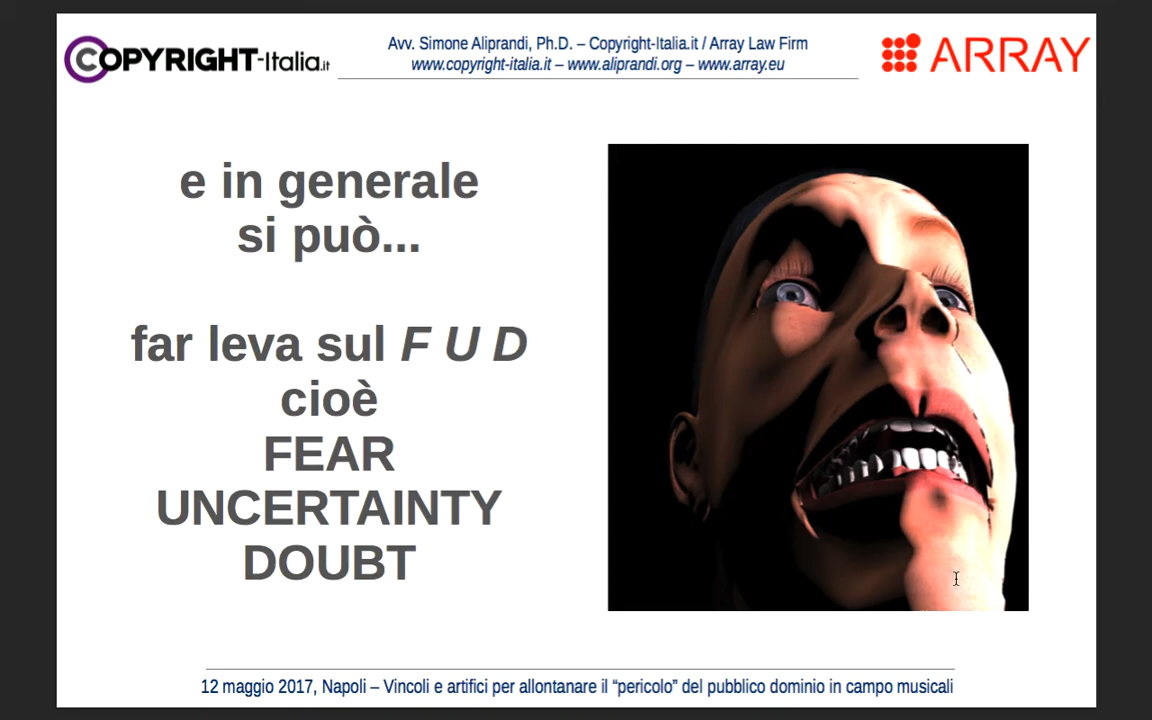 COPYRIGHT-Italia.it
Avv. Simone Aliprandi, Ph.D. – Copyright-Italia.it / Array Law Firm
www.copyright-italia.it – www.aliprandi.org – www.array.eu
ARRAY
e in generale
si può...
far leva sul F U D
cioè
FEAR
UNCERTAINTY
DOUBT
12 maggio 2017, Napoli – Vincoli e artifici per allontanare il “pericolo” del pubblico dominio in campo musicali